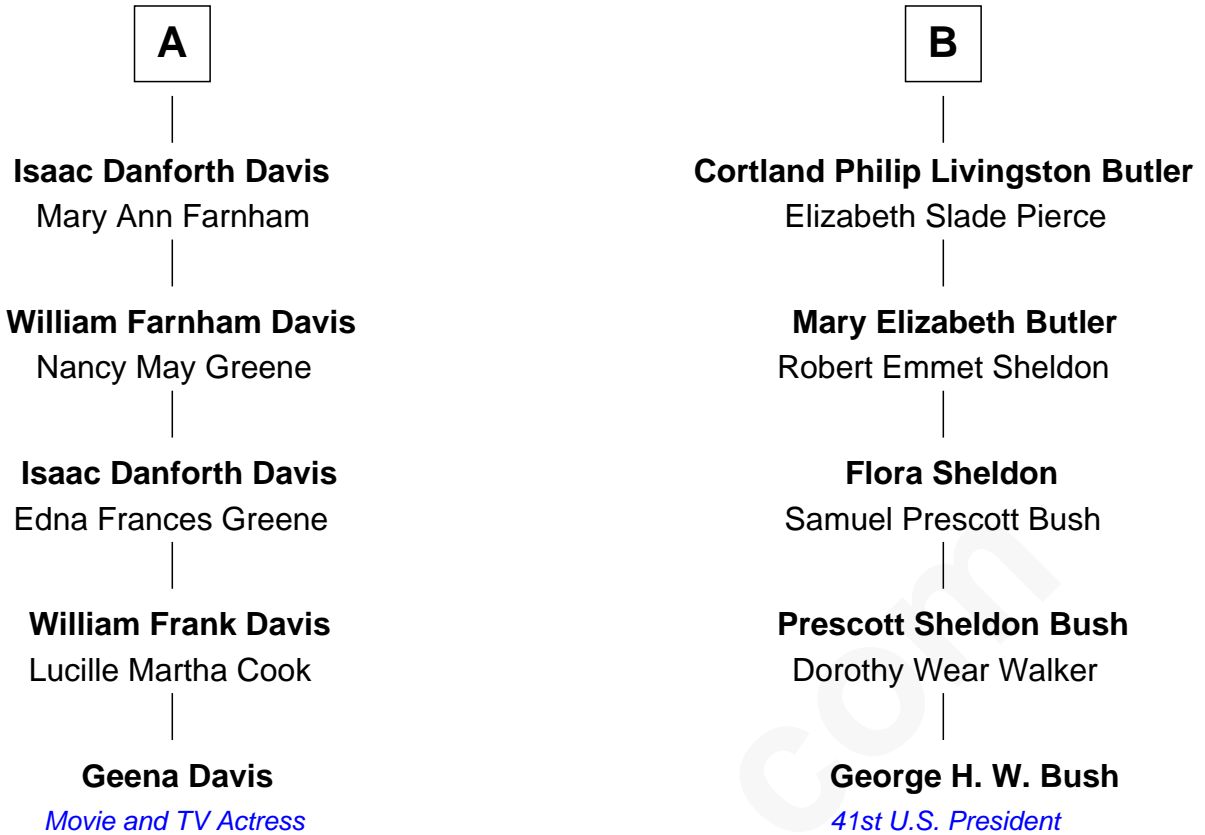 A
Isaac Danforth Davis
Mary Ann Farnham
William Farnham Davis
Nancy May Greene
Isaac Danforth Davis
Edna Frances Greene
William Frank Davis
Lucille Martha Cook
Geena Davis
Movie and TV Actress
B
Cortland Philip Livingston Butler
Elizabeth Slade Pierce
Mary Elizabeth Butler
Robert Emmet Sheldon
Flora Sheldon
Samuel Prescott Bush
Prescott Sheldon Bush
Dorothy Wear Walker
George H. W. Bush
41st U.S. President
com